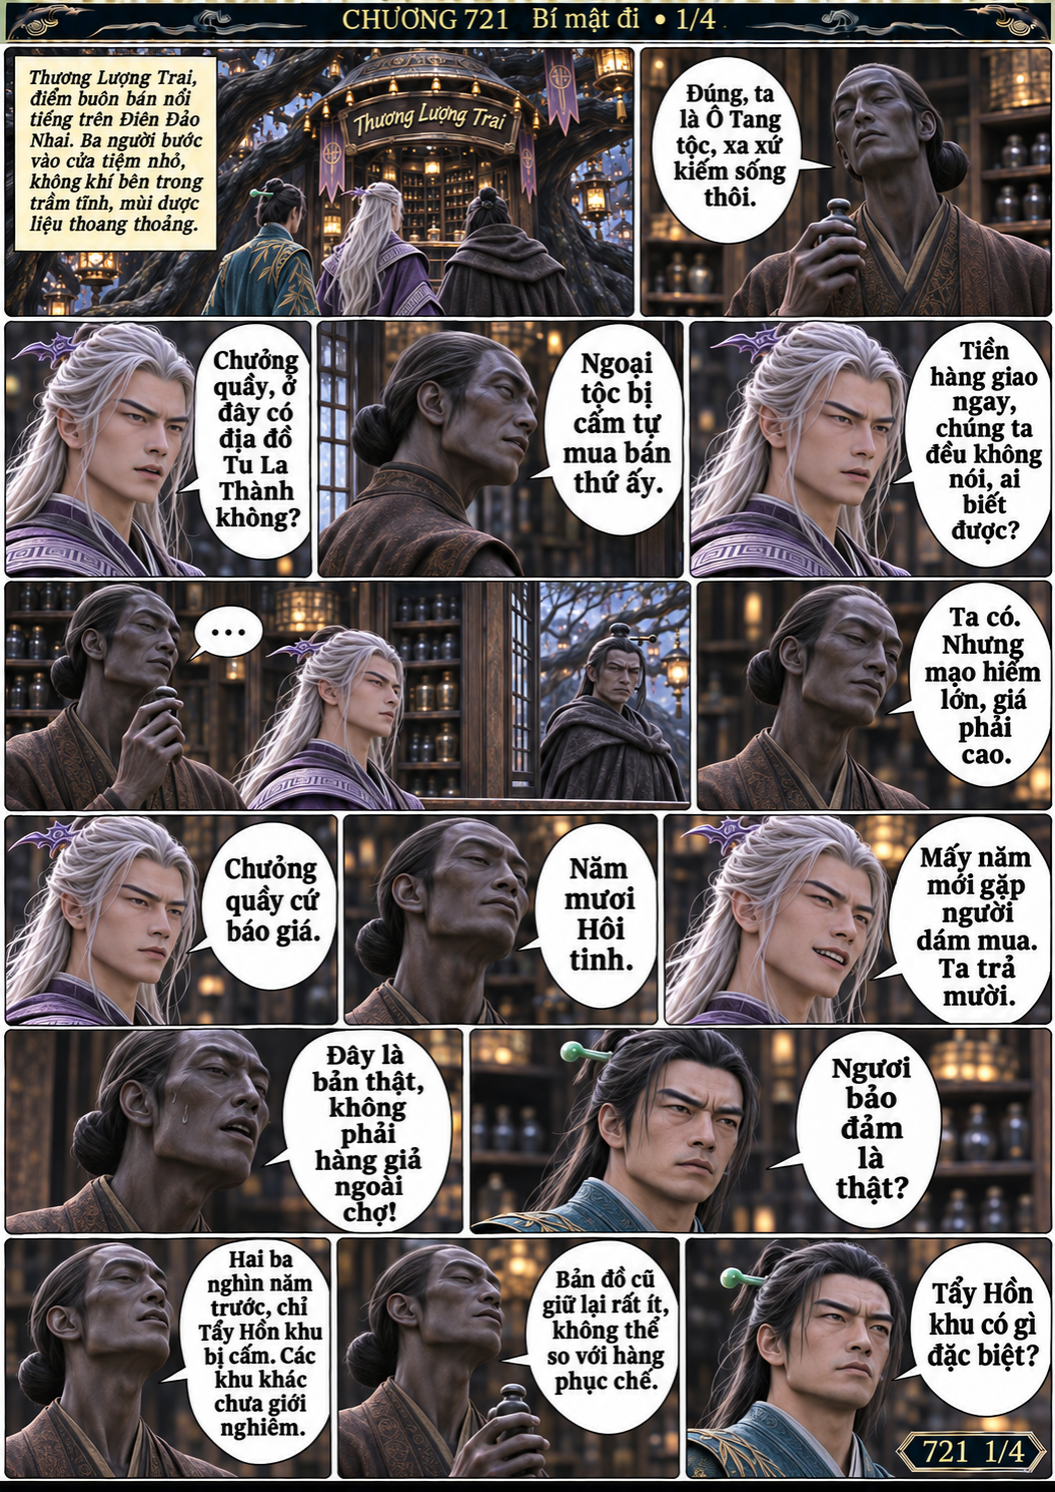 CHƯƠNG 721 Bí mật đi • 1/4
Thương Lượng Trai,
điểm buôn bán nổi
tiếng trên Điên Đảo
Nhai. Ba người bước
vào cửa tiệm nhỏ,
không khí bên trong
trầm tĩnh, mùi dược
liệu thoang thoảng.
Thương Lượng Trai
Đúng, ta
là Ô Tang
tộc, xa xứ
kiếm sống
thôi.
Chưởng
quầy, ở
đây có
địa đồ
Tu La
Thành
không?
Ngoại
tộc bị
cấm tự
mua bán
thứ ấy.
Tiền
hàng giao
ngay,
chúng ta
đều không
nói, ai
biết
được?
...
Ta có.
Nhưng
mạo hiểm
lớn, giá
phải
cao.
Chưởng
quầy cứ
báo giá.
Năm
mươi
Hôi
tinh.
Mấy năm
mới gặp
người
dám mua.
Ta trả
mười.
Đây là
bản thật,
không
phải
hàng giả
ngoài
chợ!
Ngươi
bảo
đảm
là
thật?
Hai ba
nghìn năm
trước, chỉ
Tẩy Hồn khu
bị cấm. Các
khu khác
chưa giới
nghiêm.
Bản đồ cũ
giữ lại rất ít,
không thể
so với hàng
phục chế.
Tẩy Hồn
khu có gì
đặc biệt?
721 1/4